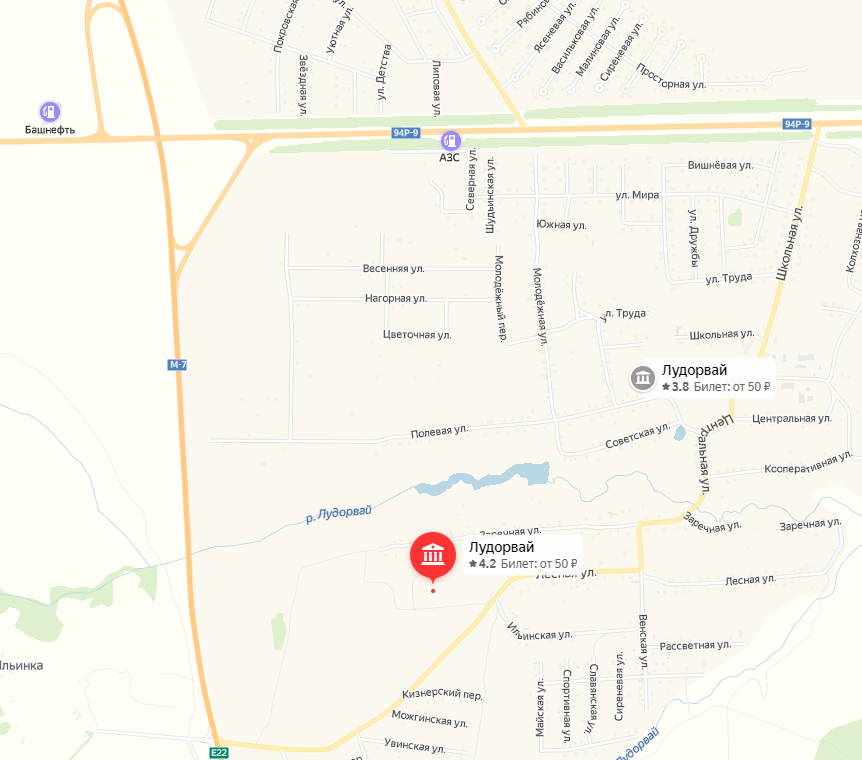 Покровская
Уютная ул.
Звёздная ул.
ул. Детства
Липовая ул.
Ясеневая ул.
Васильковая ул.
Малиновая ул.
Сиреневая ул.
Просторная ул.
Башнефть
94Р-9
94Р-9
АЗС
Северная ул.
Шудьинская ул.
Вишнёвая ул.
ул. Мира
Южная ул.
ул. Дружбы
Школьная ул.
Колхозная ул.
Весенняя ул.
Молодёжный пер.
Молодёжная ул.
ул. Труда
Нагорная ул.
ул. Труда
Цветочная ул.
Школьная ул.
М-7
Лудорвай
3.8 Билет: от 50 ₽
Полевая ул.
Советская ул.
Центральная ул.
Центральная ул.
Кооперативная ул.
р. Лудорвай
Заречная ул.
Заречная ул.
Заречная ул.
Лудорвай
4.2 Билет: от 50 ₽
Лесная ул.
Лесная ул.
Ильинская ул.
Венская ул.
Рассветная ул.
Майская ул.
Спортивная ул.
Славянская ул.
Сиреневая ул.
Кизнерский пер.
Можгинская ул.
Увинская ул.
Е22
Лудорвай